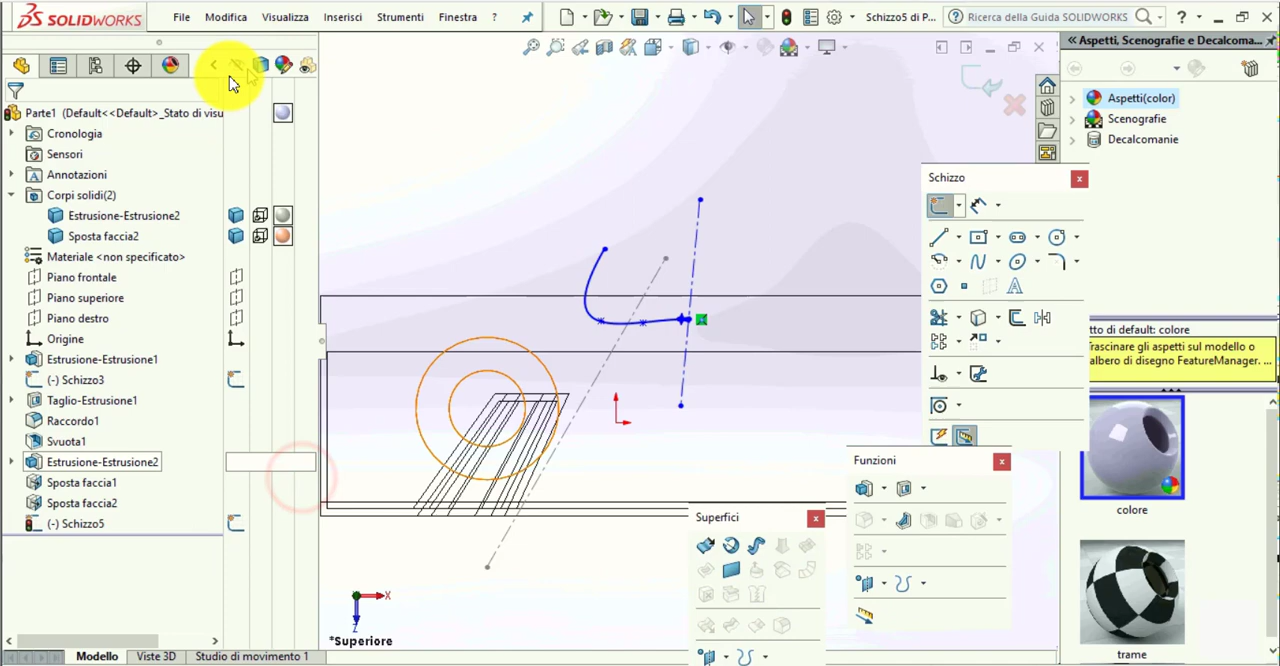 SOLIDWORKS
File Modifica Visualizza Inserisci Strumenti Finestra ?
Schizzo5 di P...
Ricerca della Guida SOLIDWORKS
?
Aspetti, Scenografie e Decalcoma...
Parte1 (Default<<Default>_Stato di visu
Cronologia
Sensori
Annotazioni
Corpi solidi(2)
Estrusione-Estrusione2
Sposta faccia2
Materiale <non specificato>
Piano frontale
Piano superiore
Piano destro
Origine
Estrusione-Estrusione1
(-) Schizzo3
Taglio-Estrusione1
Raccordo1
Svuota1
Estrusione-Estrusione2
Sposta faccia1
Sposta faccia2
(-) Schizzo5
Aspetti(color)
Scenografie
Decalcomanie
Schizzo
x
tto di default: colore
Trascinare gli aspetti sul modello o
albero di disegno FeatureManager. ...
Funzioni
x
Superfici
x
colore
trame
X
Z
*Superiore
Modello Viste 3D Studio di movimento 1